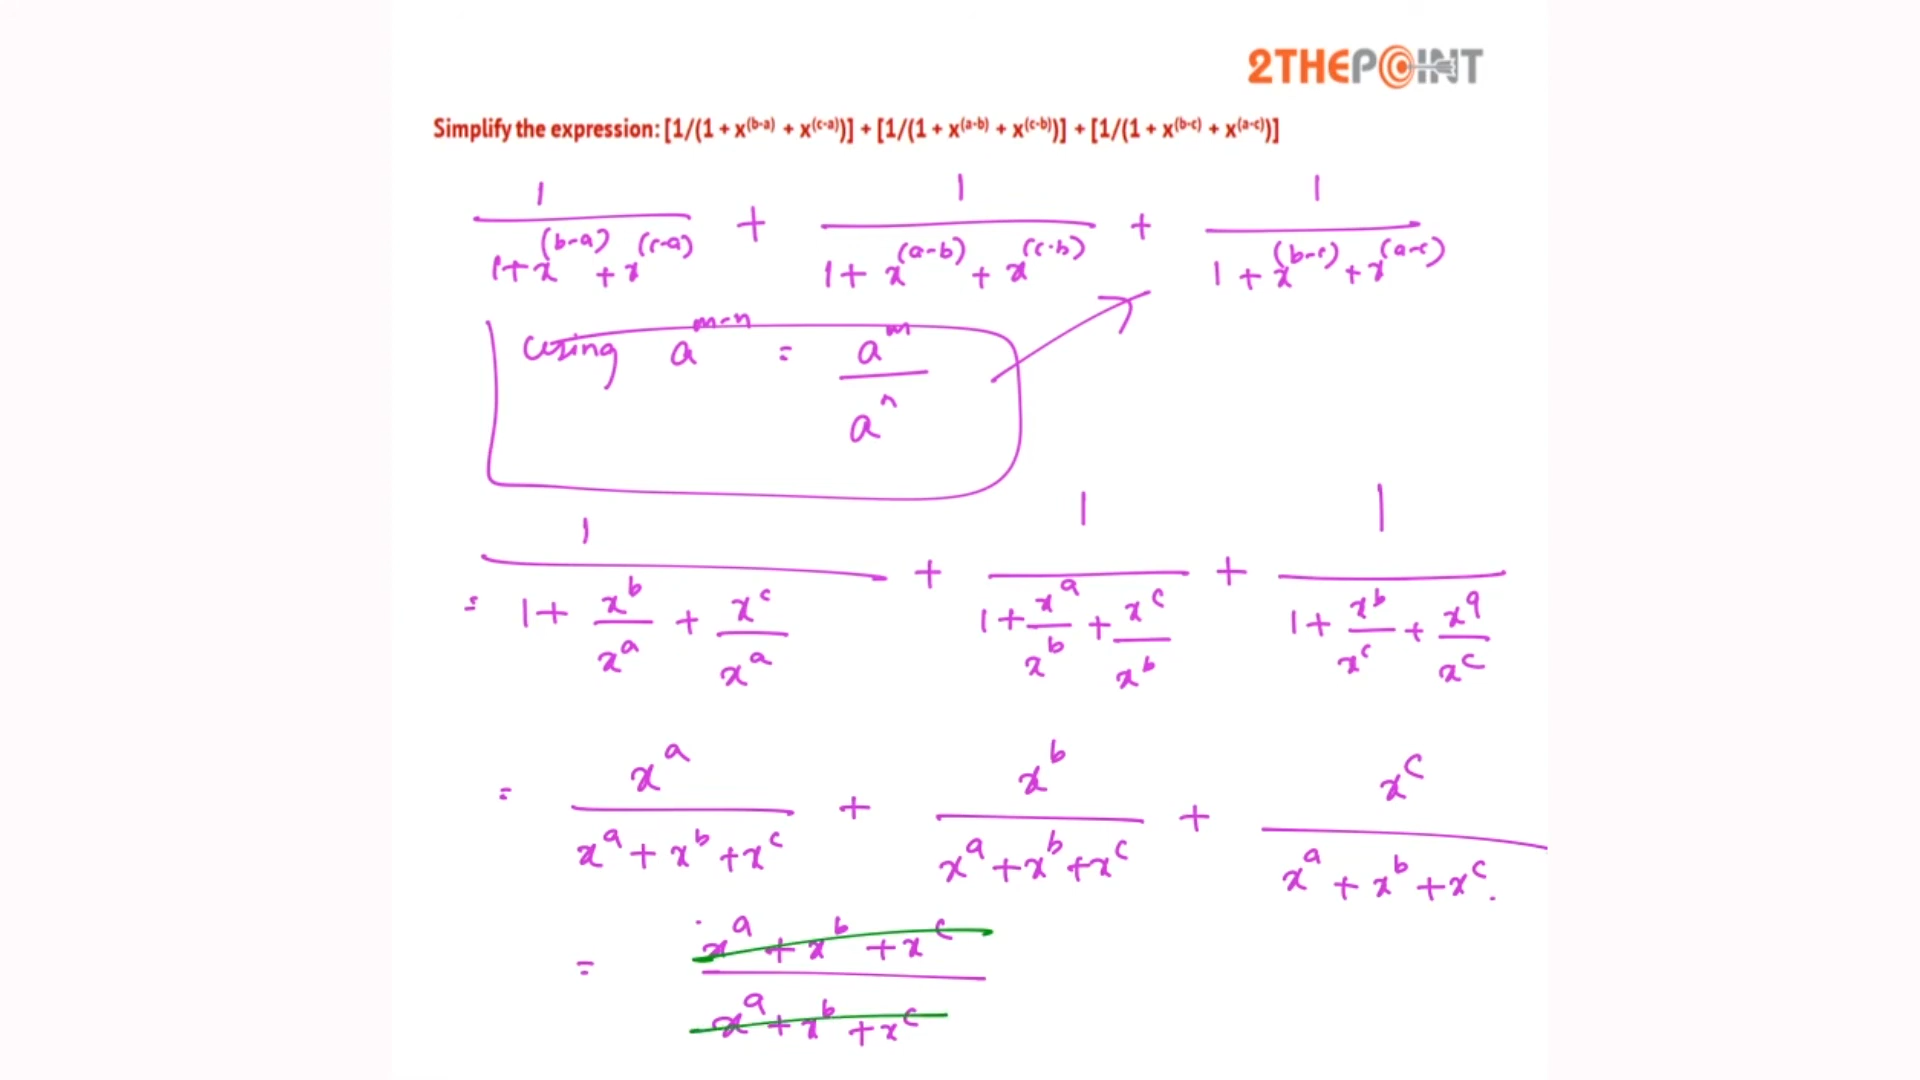 2THEPOINT
Simplify the expression: [1/(1 + x^(b-a) + x^(c-a))] + [1/(1 + x^(a-b) + x^(c-b))] + [1/(1 + x^(b-c) + x^(a-c))]
1/(1 + x^(b-a) + x^(c-a)) + 1/(1 + x^(a-b) + x^(c-b)) + 1/(1 + x^(b-c) + x^(a-c))
using a^(m-n) = a^m/a^n
= 1/(1 + x^b/x^a + x^c/x^a) + 1/(1 + x^a/x^b + x^c/x^b) + 1/(1 + x^b/x^c + x^a/x^c)
= x^a/(x^a + x^b + x^c) + x^b/(x^a + x^b + x^c) + x^c/(x^a + x^b + x^c).
= (x^a + x^b + x^c)/(x^a + x^b + x^c)